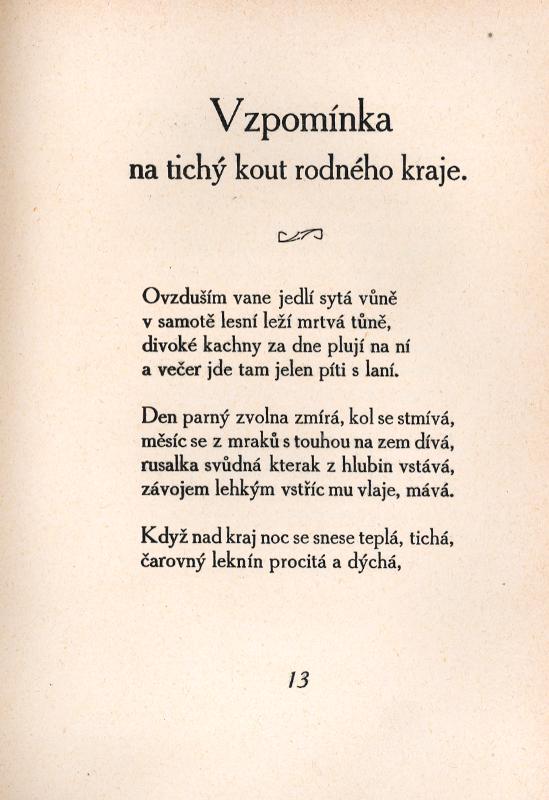 Vzpomínka
na tichý kout rodného kraje.
Ovzduším vane jedlí sytá vůně
v samotě lesní leží mrtvá tůně,
divoké kachny za dne plují na ní
a večer jde tam jelen píti s laní.
Den parný zvolna zmírá, kol se stmívá,
měsíc se z mraků s touhou na zem dívá,
rusalka svůdná kterak z hlubin vstává,
závojem lehkým vstříc mu vlaje, mává.
Když nad kraj noc se snese teplá, tichá,
čarovný leknín procitá a dýchá,
13